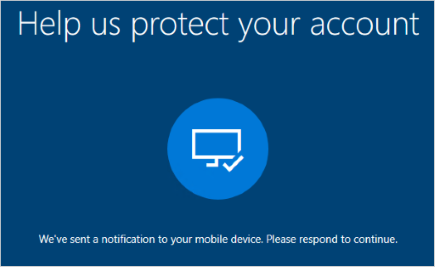 Help us protect your account
We've sent a notification to your mobile device. Please respond to continue.